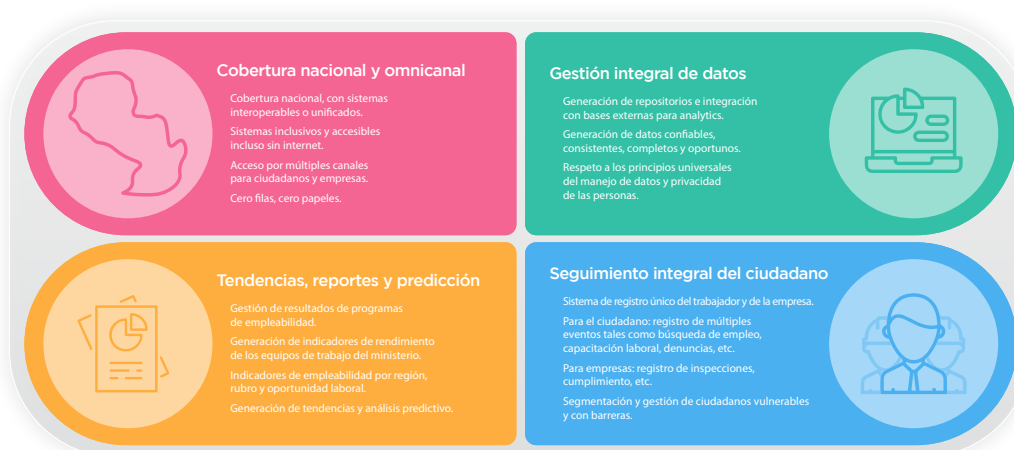 Cobertura nacional y omnicanal
Cobertura nacional, con sistemas
interoperables o unificados.
Sistemas inclusivos y accesibles
incluso sin internet.
Acceso por múltiples canales
para ciudadanos y empresas.
Cero filas, cero papeles.
Gestión integral de datos
Generación de repositorios e integración
con bases externas para analytics.
Generación de datos confiables,
consistentes, completos y oportunos.
Respeto a los principios universales
del manejo de datos y privacidad
de las personas.
Tendencias, reportes y predicción
Gestión de resultados de programas
de empleabilidad.
Generación de indicadores de rendimiento
de los equipos de trabajo del ministerio.
Indicadores de empleabilidad por región,
rubro y oportunidad laboral.
Generación de tendencias y análisis predictivo.
Seguimiento integral del ciudadano
Sistema de registro único del trabajador y de la empresa.
Para el ciudadano: registro de múltiples
eventos tales como búsqueda de empleo,
capacitación laboral, denuncias, etc.
Para empresas: registro de inspecciones,
cumplimiento, etc.
Segmentación y gestión de ciudadanos vulnerables
y con barreras.